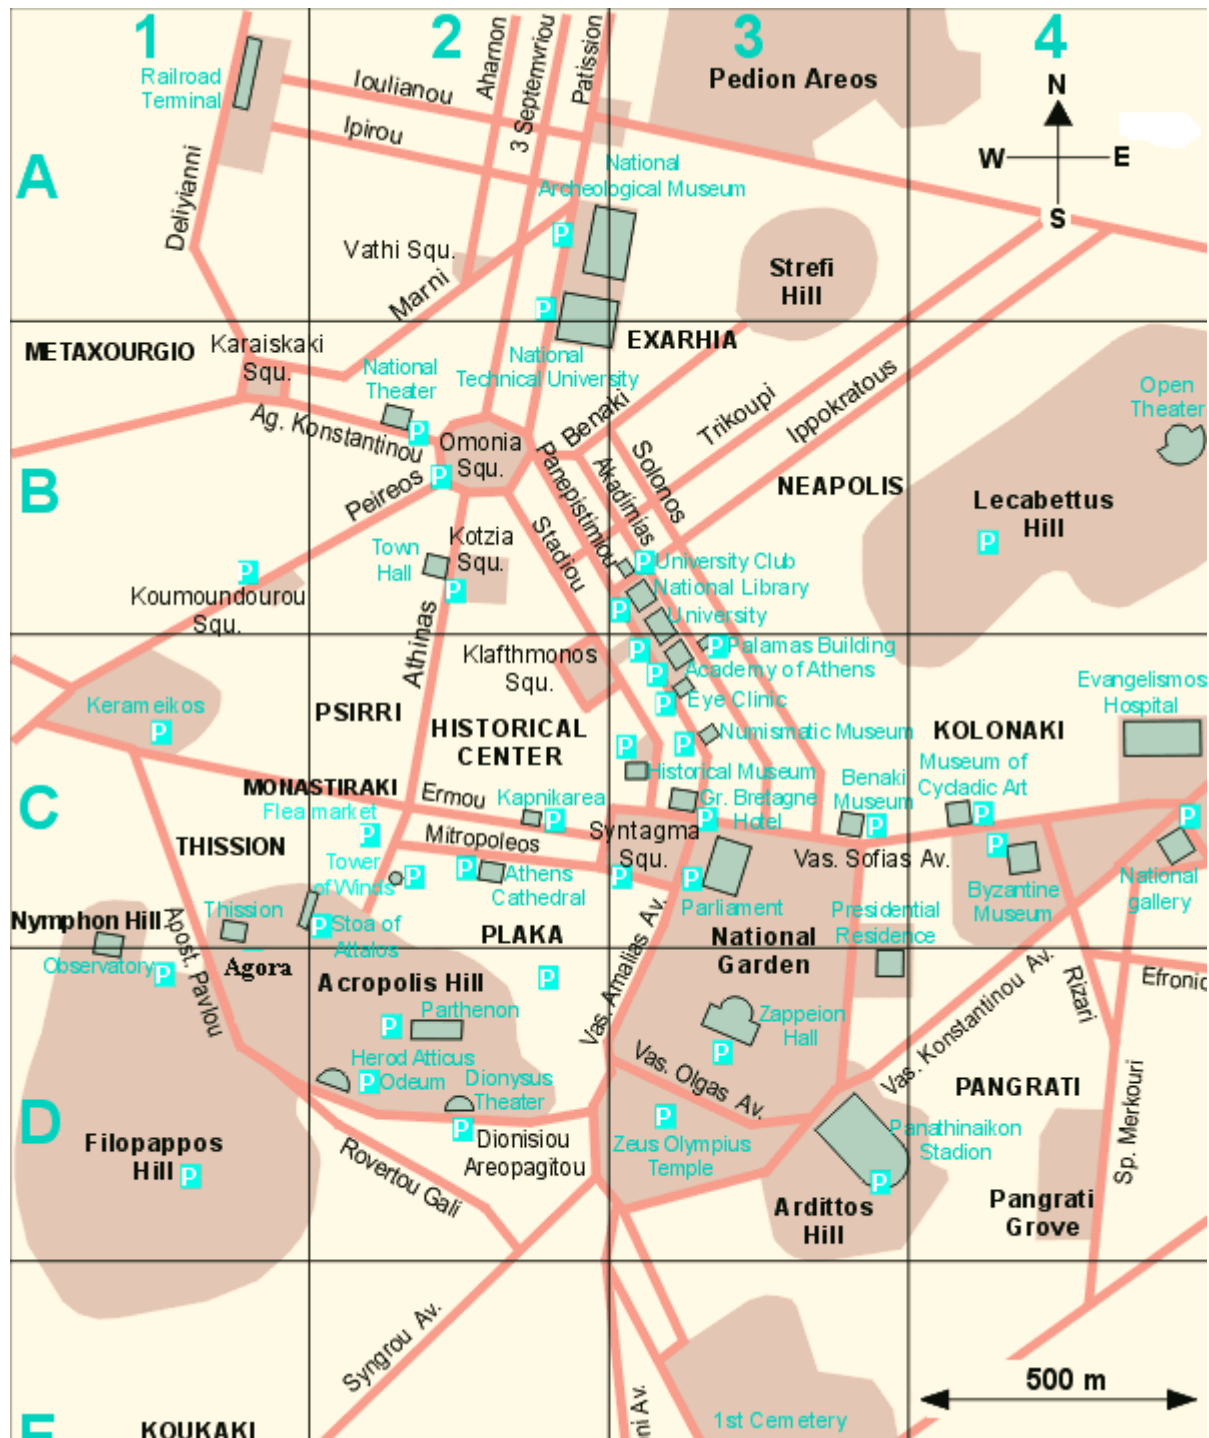 1
2
3
4
A
B
C
D
E
N
W
E
S
Railroad
Terminal
Ioulianou
Ipirou
Aharnon
3 Septemvriou
Patission
Pedion Areos
Deliyianni
National
Archeological Museum
Vathi Squ.
Marni
Strefi
Hill
P
P
METAXOURGIO
Karaiskaki
Squ.
National
Theater
National
Technical University
EXARHIA
Ag. Konstantinou
P
Omonia
Squ.
Benaki
Trikoupi
Ippokratous
Open
Theater
Peireos
P
Panepistimiou
Akadimias
Solonos
NEAPOLIS
Lecabettus
Hill
P
Kotzia
Squ.
Stadiou
Town
Hall
P
P
Koumoundourou
Squ.
P
University Club
National Library
P
University
Athinas
Klafthmonos
Squ.
P
P
Palamas Building
P
Academy of Athens
P
Eye Clinic
Kerameikos
P
PSIRRI
HISTORICAL
CENTER
P
P
Numismatic Museum
KOLONAKI
Evangelismos
Hospital
MONASTIRAKI
Flea market
P
Ermou
Kapnikarea
P
Historical Museum
Gr. Bretagne
Hotel
P
Benaki
Museum
P
Museum of
Cycladic Art
P
P
THISSION
Mitropoleos
Syntagma
Squ.
Vas. Sofias Av.
P
Tower
of Winds
P
P
Athens
Cathedral
P
P
Parliament
Byzantine
Museum
National
gallery
Nymphon Hill
Thission
P
Stoa of
Attalos
PLAKA
National
Garden
Presidential
Residence
Observatory
P
Apost. Pavlou
Agora
Acropolis Hill
P
Vas. Amalias Av.
Vas. Konstantinou Av.
Rizari
Efronio
Parthenon
P
Zappeion
Hall
P
Herod Atticus
Odeum
P
Dionysus
Theater
P
Vas. Olgas Av.
PANGRATI
Sp. Merkouri
Filopappos
Hill
P
Rovertou Gali
Dionisiou
Areopagitou
P
Zeus Olympius
Temple
Panathinaikon
Stadion
P
Ardittos
Hill
Pangrati
Grove
Syngrou Av.
500 m
KOUKAKI
ni Av.
1st Cemetery